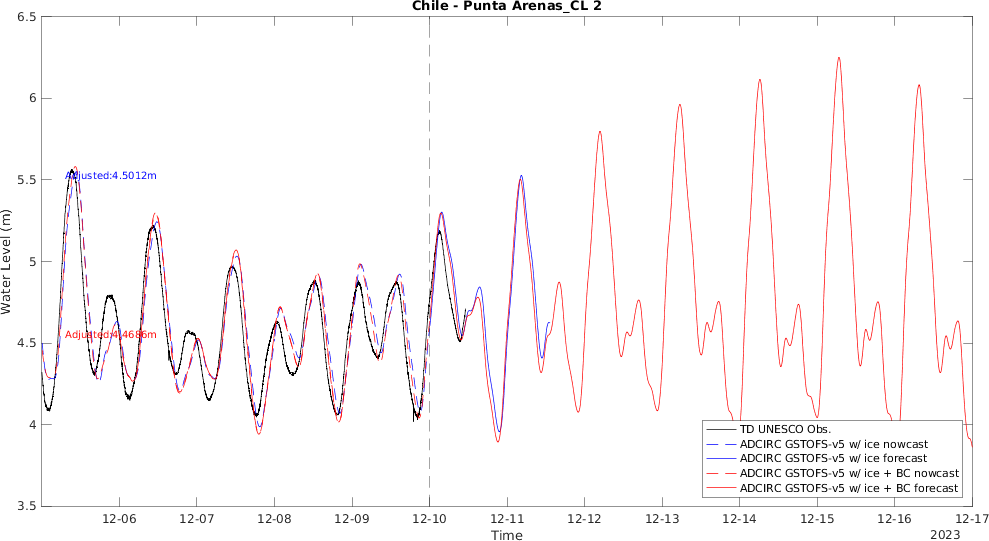 Chile - Punta Arenas_CL 2
6.5
6
5.5
5
4.5
4
3.5
Water Level (m)
Adjusted:4.5012m
Adjusted:4.4686m
TD UNESCO Obs.
ADCIRC GSTOFS-v5 w/ ice nowcast
ADCIRC GSTOFS-v5 w/ ice forecast
ADCIRC GSTOFS-v5 w/ ice + BC nowcast
ADCIRC GSTOFS-v5 w/ ice + BC forecast
12-06 12-07 12-08 12-09 12-10 12-11 12-12 12-13 12-14 12-15 12-16 12-17
Time
2023